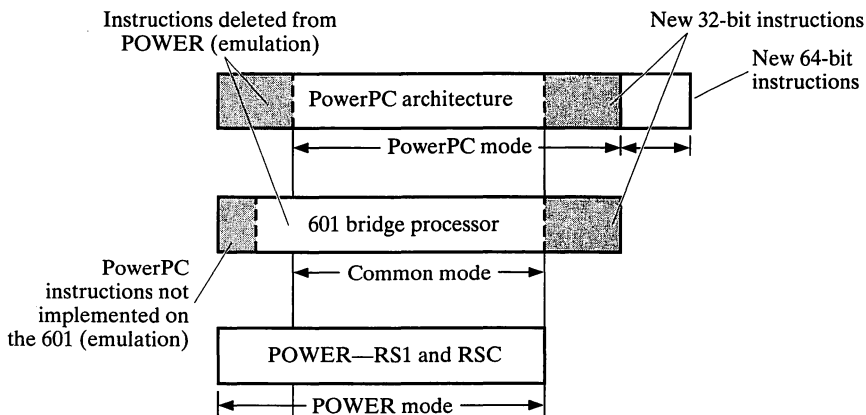 Instructions deleted from
POWER (emulation)
New 32-bit instructions
New 64-bit
instructions
PowerPC architecture
PowerPC mode
601 bridge processor
Common mode
PowerPC
instructions not
implemented on
the 601 (emulation)
POWER—RS1 and RSC
POWER mode